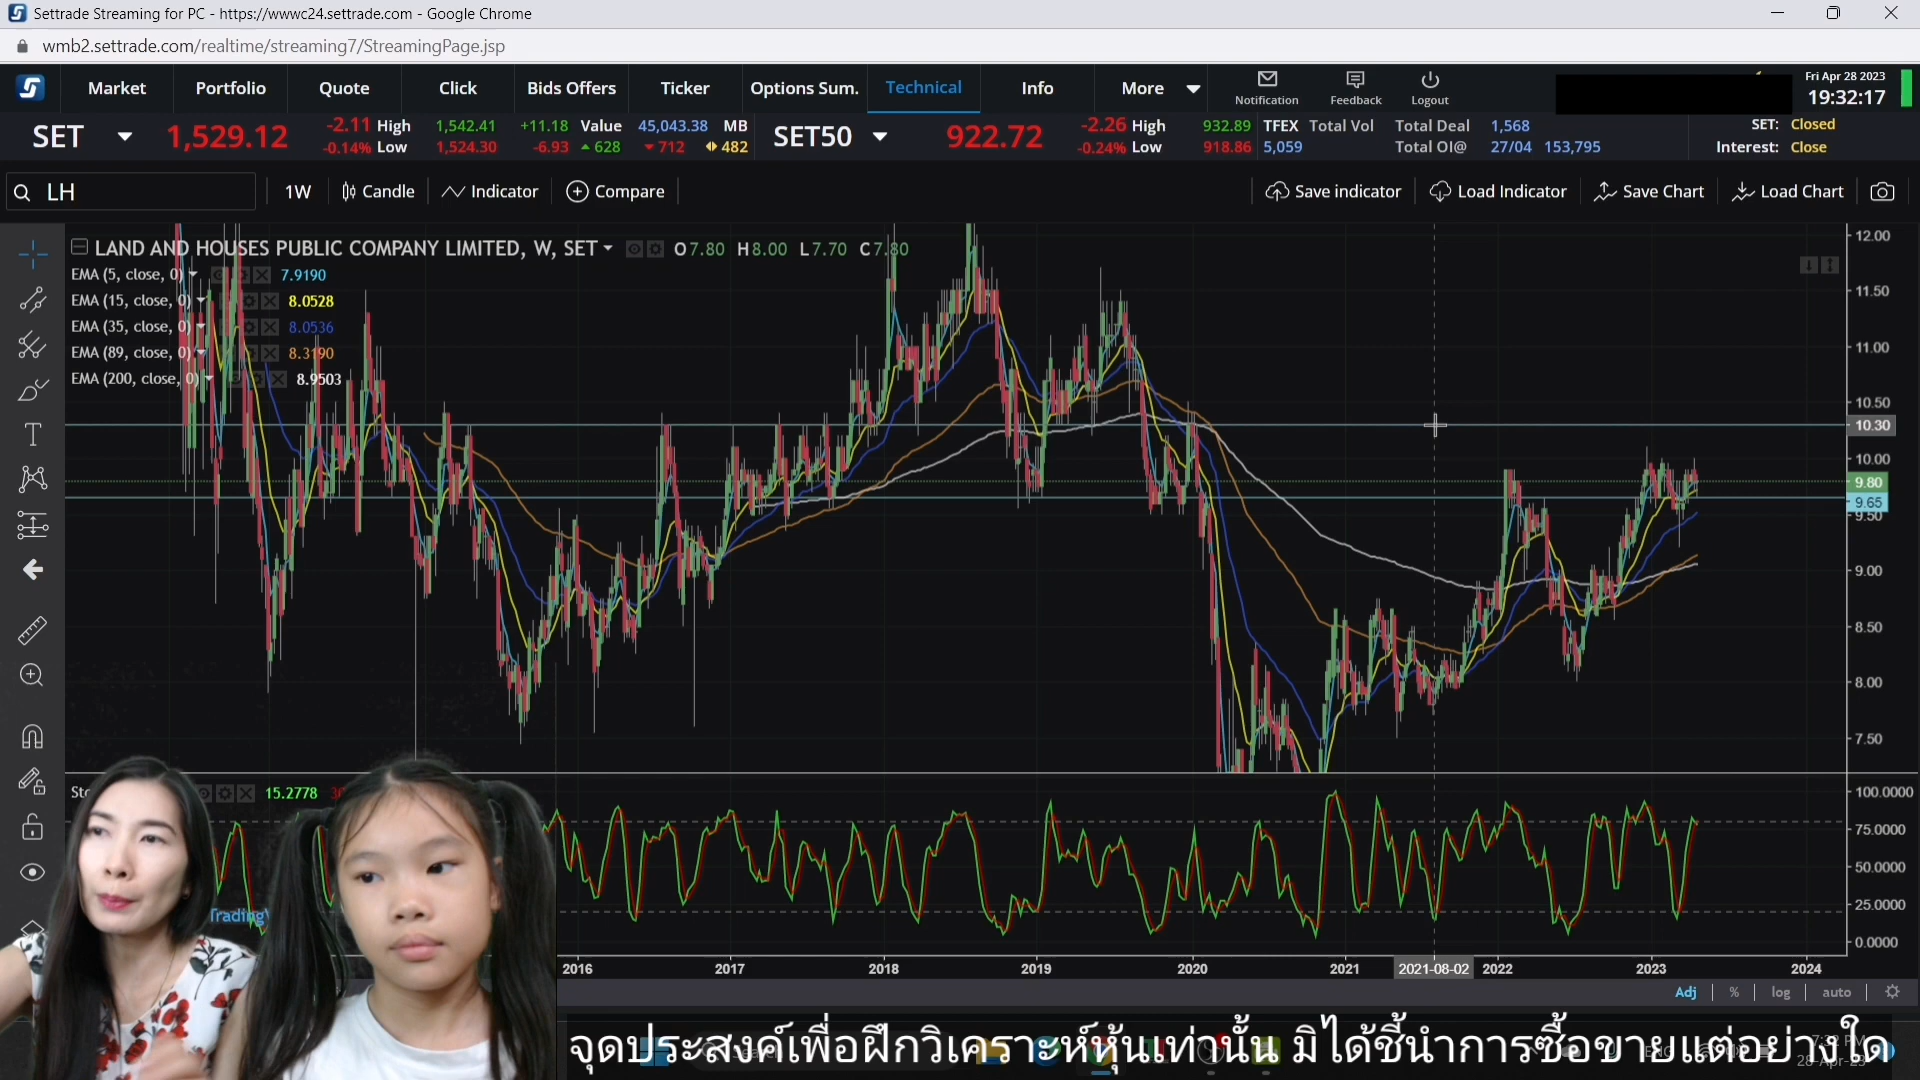 Settrade Streaming for PC - https://wwwc24.settrade.com - Google Chrome
wmb2.settrade.com/realtime/streaming7/StreamingPage.jsp
Market Portfolio Quote Click Bids Offers Ticker Options Sum. Technical Info More Notification Feedback Logout
Fri Apr 28 2023
19:32:17
SET 1,529.12 -2.11 High 1,542.41 +11.18 Value 45,043.38 MB SET50 922.72 -2.26 High 932.89 TFEX Total Vol Total Deal 1,568 SET: Closed
-0.14% Low 1,524.30 -6.93 628 712 482 -0.24% Low 918.86 5,059 Total OI@ 27/04 153,795 Interest: Close
LH 1W Candle Indicator Compare Save indicator Load Indicator Save Chart Load Chart
LAND AND HOUSES PUBLIC COMPANY LIMITED, W, SET O7.80 H8.00 L7.70 C7.80
EMA (5, close, 0) 7.9190
EMA (15, close, 0) 8.0528
EMA (35, close, 0) 8.0536
EMA (89, close, 0) 8.3190
EMA (200, close, 0) 8.9503
12.00
11.50
11.00
10.50
10.30
10.00
9.80
9.65
9.50
9.00
8.50
8.00
7.50
15.2778
100.0000
75.0000
50.0000
25.0000
0.0000
2016 2017 2018 2019 2020 2021 2021-08-02 2022 2023 2024
Adj % log auto
จุดประสงค์เพื่อฝึกวิเคราะห์หุ้นเท่านั้น มิได้ชี้นำการซื้อขายแต่อย่างใด